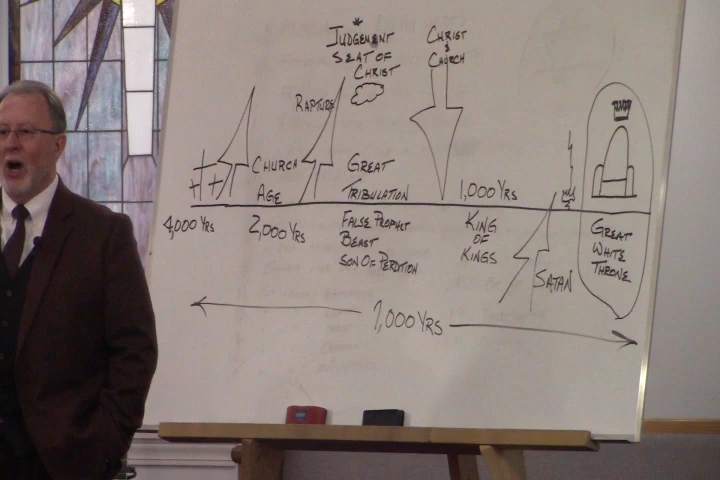 JUDGEMENT
SEAT OF
CHRIST
CHRIST
&
CHURCH
RAPTURE
CHURCH
AGE
GREAT
TRIBULATION
1,000 YRS
4,000 YRS
2,000 YRS
FALSE PROPHET
BEAST
SON OF PERDITION
KING
OF
KINGS
SATAN
GREAT
WHITE
THRONE
7,000 YRS